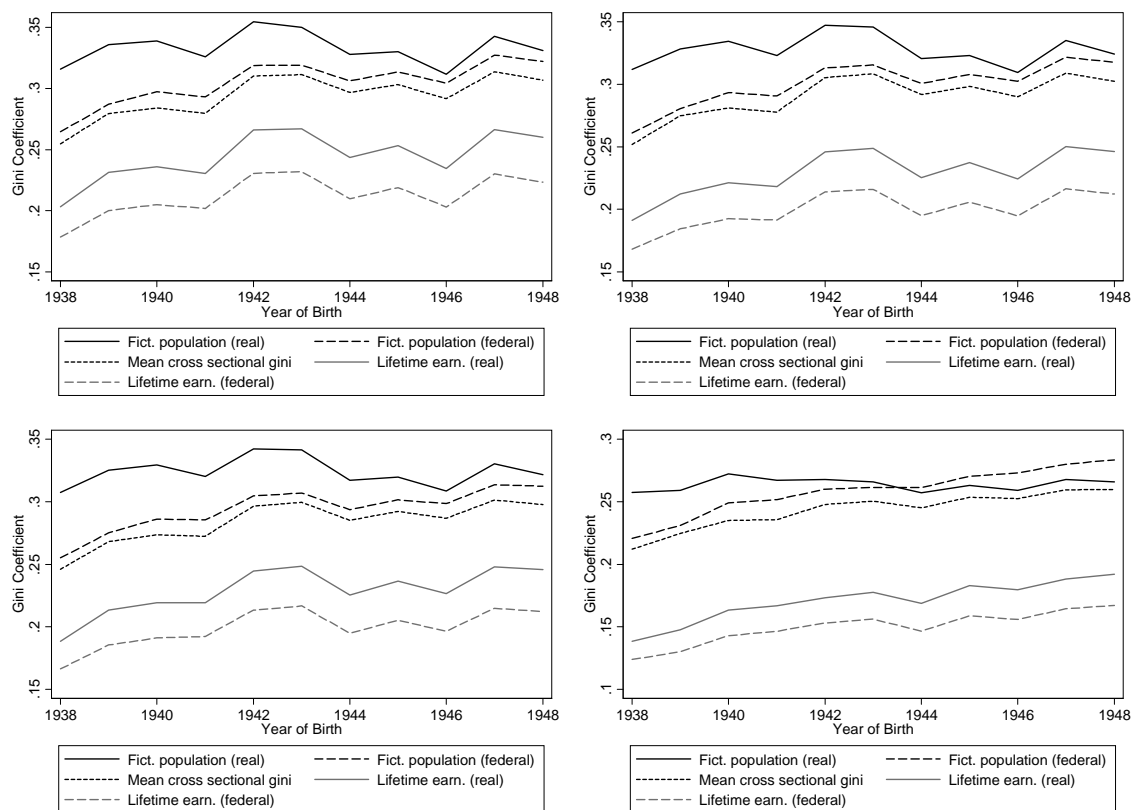 Gini Coefficient
.15 .2 .25 .3 .35
1938 1940 1942 1944 1946 1948
Year of Birth
Fict. population (real) Fict. population (federal)
Mean cross sectional gini Lifetime earn. (real)
Lifetime earn. (federal)
Gini Coefficient
.15 .2 .25 .3 .35
1938 1940 1942 1944 1946 1948
Year of Birth
Fict. population (real) Fict. population (federal)
Mean cross sectional gini Lifetime earn. (real)
Lifetime earn. (federal)
Gini Coefficient
.15 .2 .25 .3 .35
1938 1940 1942 1944 1946 1948
Year of Birth
Fict. population (real) Fict. population (federal)
Mean cross sectional gini Lifetime earn. (real)
Lifetime earn. (federal)
Gini Coefficient
.1 .15 .2 .25 .3
1938 1940 1942 1944 1946 1948
Year of Birth
Fict. population (real) Fict. population (federal)
Mean cross sectional gini Lifetime earn. (real)
Lifetime earn. (federal)